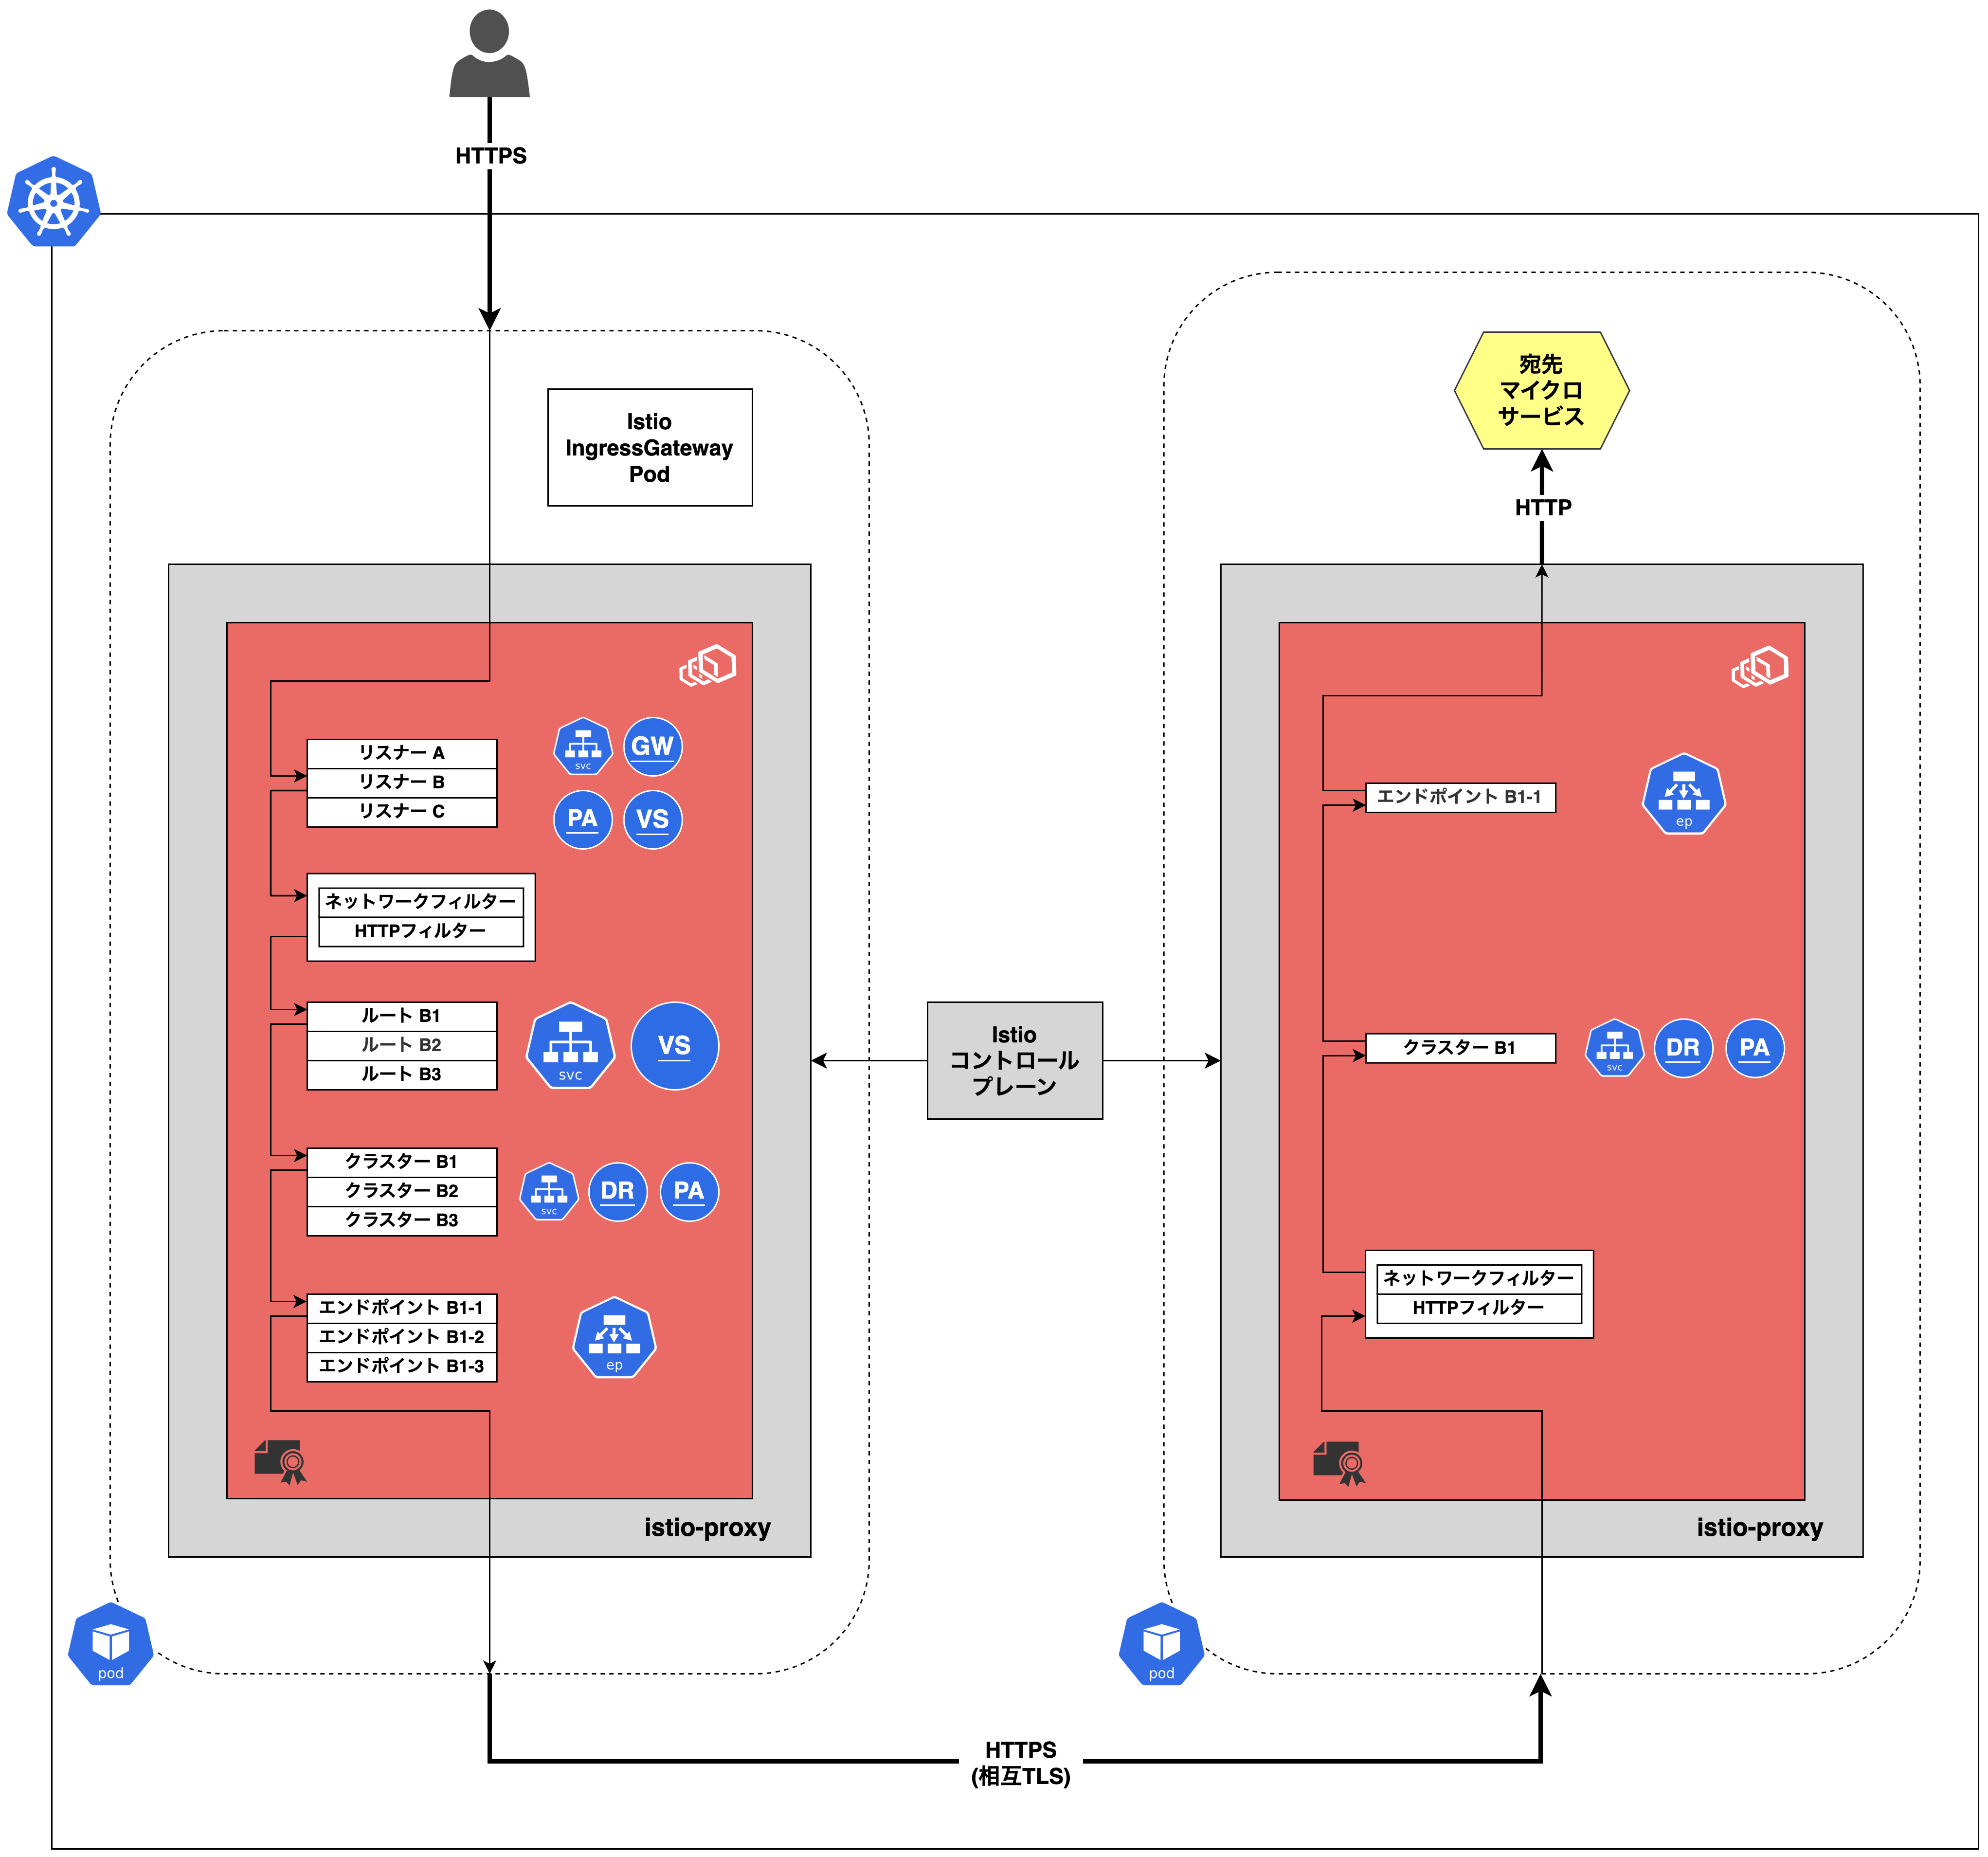 HTTPS
Istio
IngressGateway
Pod
リスナー A
リスナー B
リスナー C
svc
GW
PA
VS
ネットワークフィルター
HTTPフィルター
ルート B1
ルート B2
ルート B3
svc
VS
クラスター B1
クラスター B2
クラスター B3
svc
DR
PA
エンドポイント B1-1
エンドポイント B1-2
エンドポイント B1-3
ep
istio-proxy
pod
Istio
コントロール
プレーン
宛先
マイクロ
サービス
HTTP
エンドポイント B1-1
ep
クラスター B1
svc
DR
PA
ネットワークフィルター
HTTPフィルター
istio-proxy
pod
HTTPS
(相互TLS)